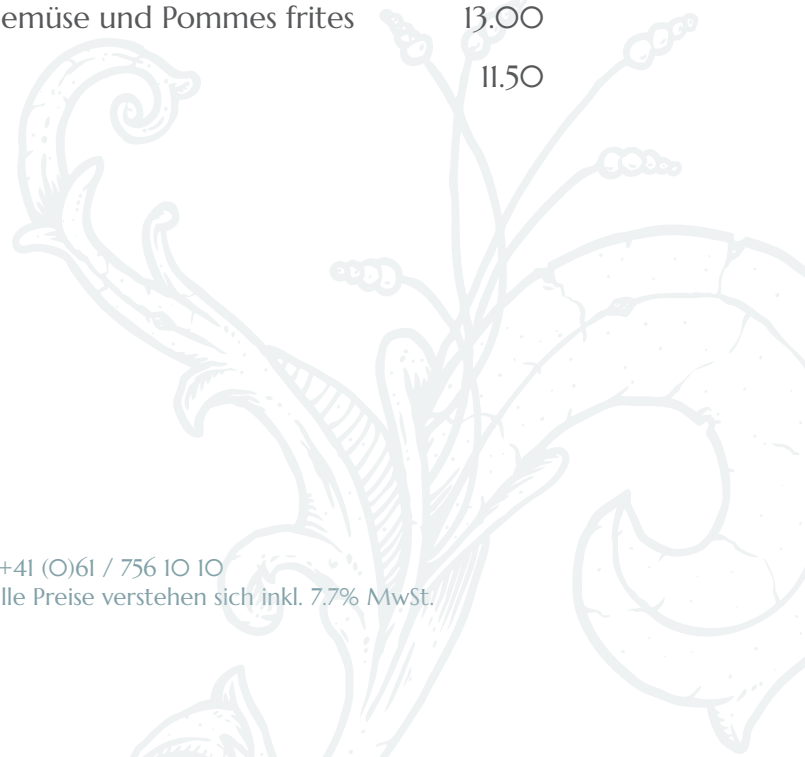 emüse und Pommes frites 13.00
11.50
+41 (0)61 / 756 10 10
lle Preise verstehen sich inkl. 7.7% MwSt.